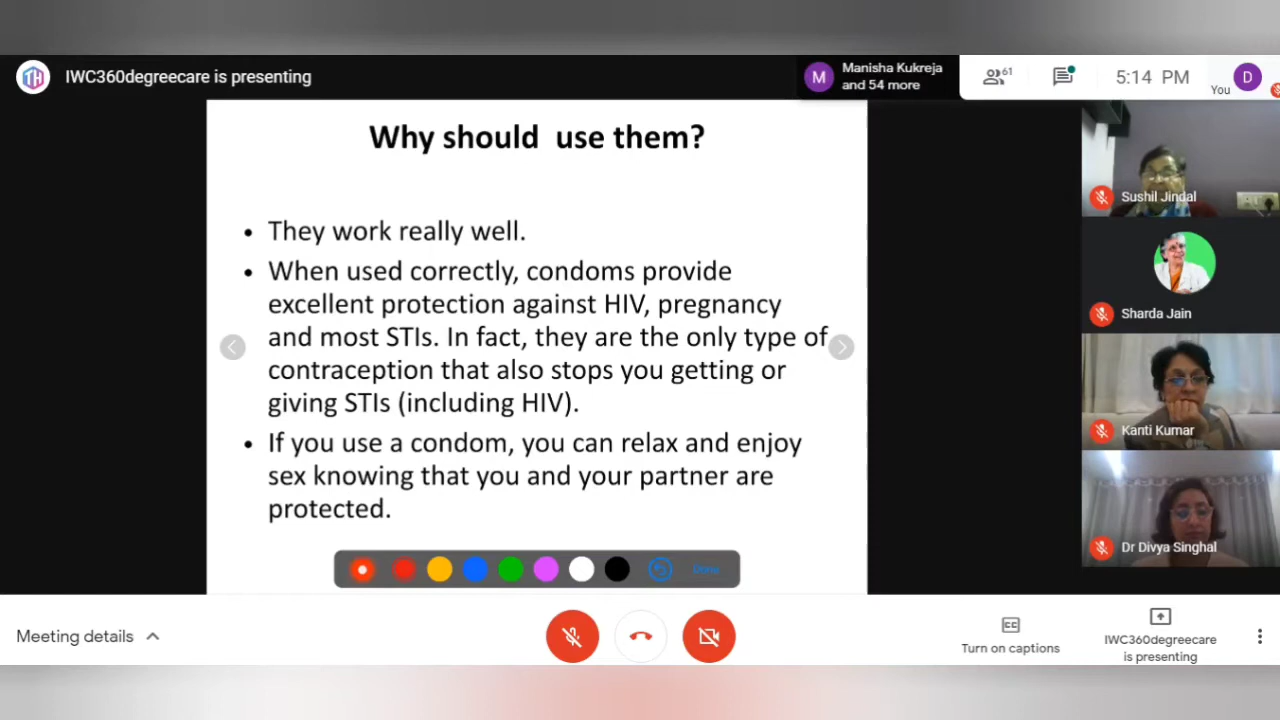 IWC360degreecare is presenting
M
Manisha Kukreja
and 54 more
61
5:14 PM
You
D
Why should use them?
• They work really well.
• When used correctly, condoms provide
excellent protection against HIV, pregnancy
and most STIs. In fact, they are the only type of
contraception that also stops you getting or
giving STIs (including HIV).
• If you use a condom, you can relax and enjoy
sex knowing that you and your partner are
protected.
Done
Sushil Jindal
Sharda Jain
Kanti Kumar
Dr Divya Singhal
Meeting details
CC
Turn on captions
IWC360degreecare
is presenting